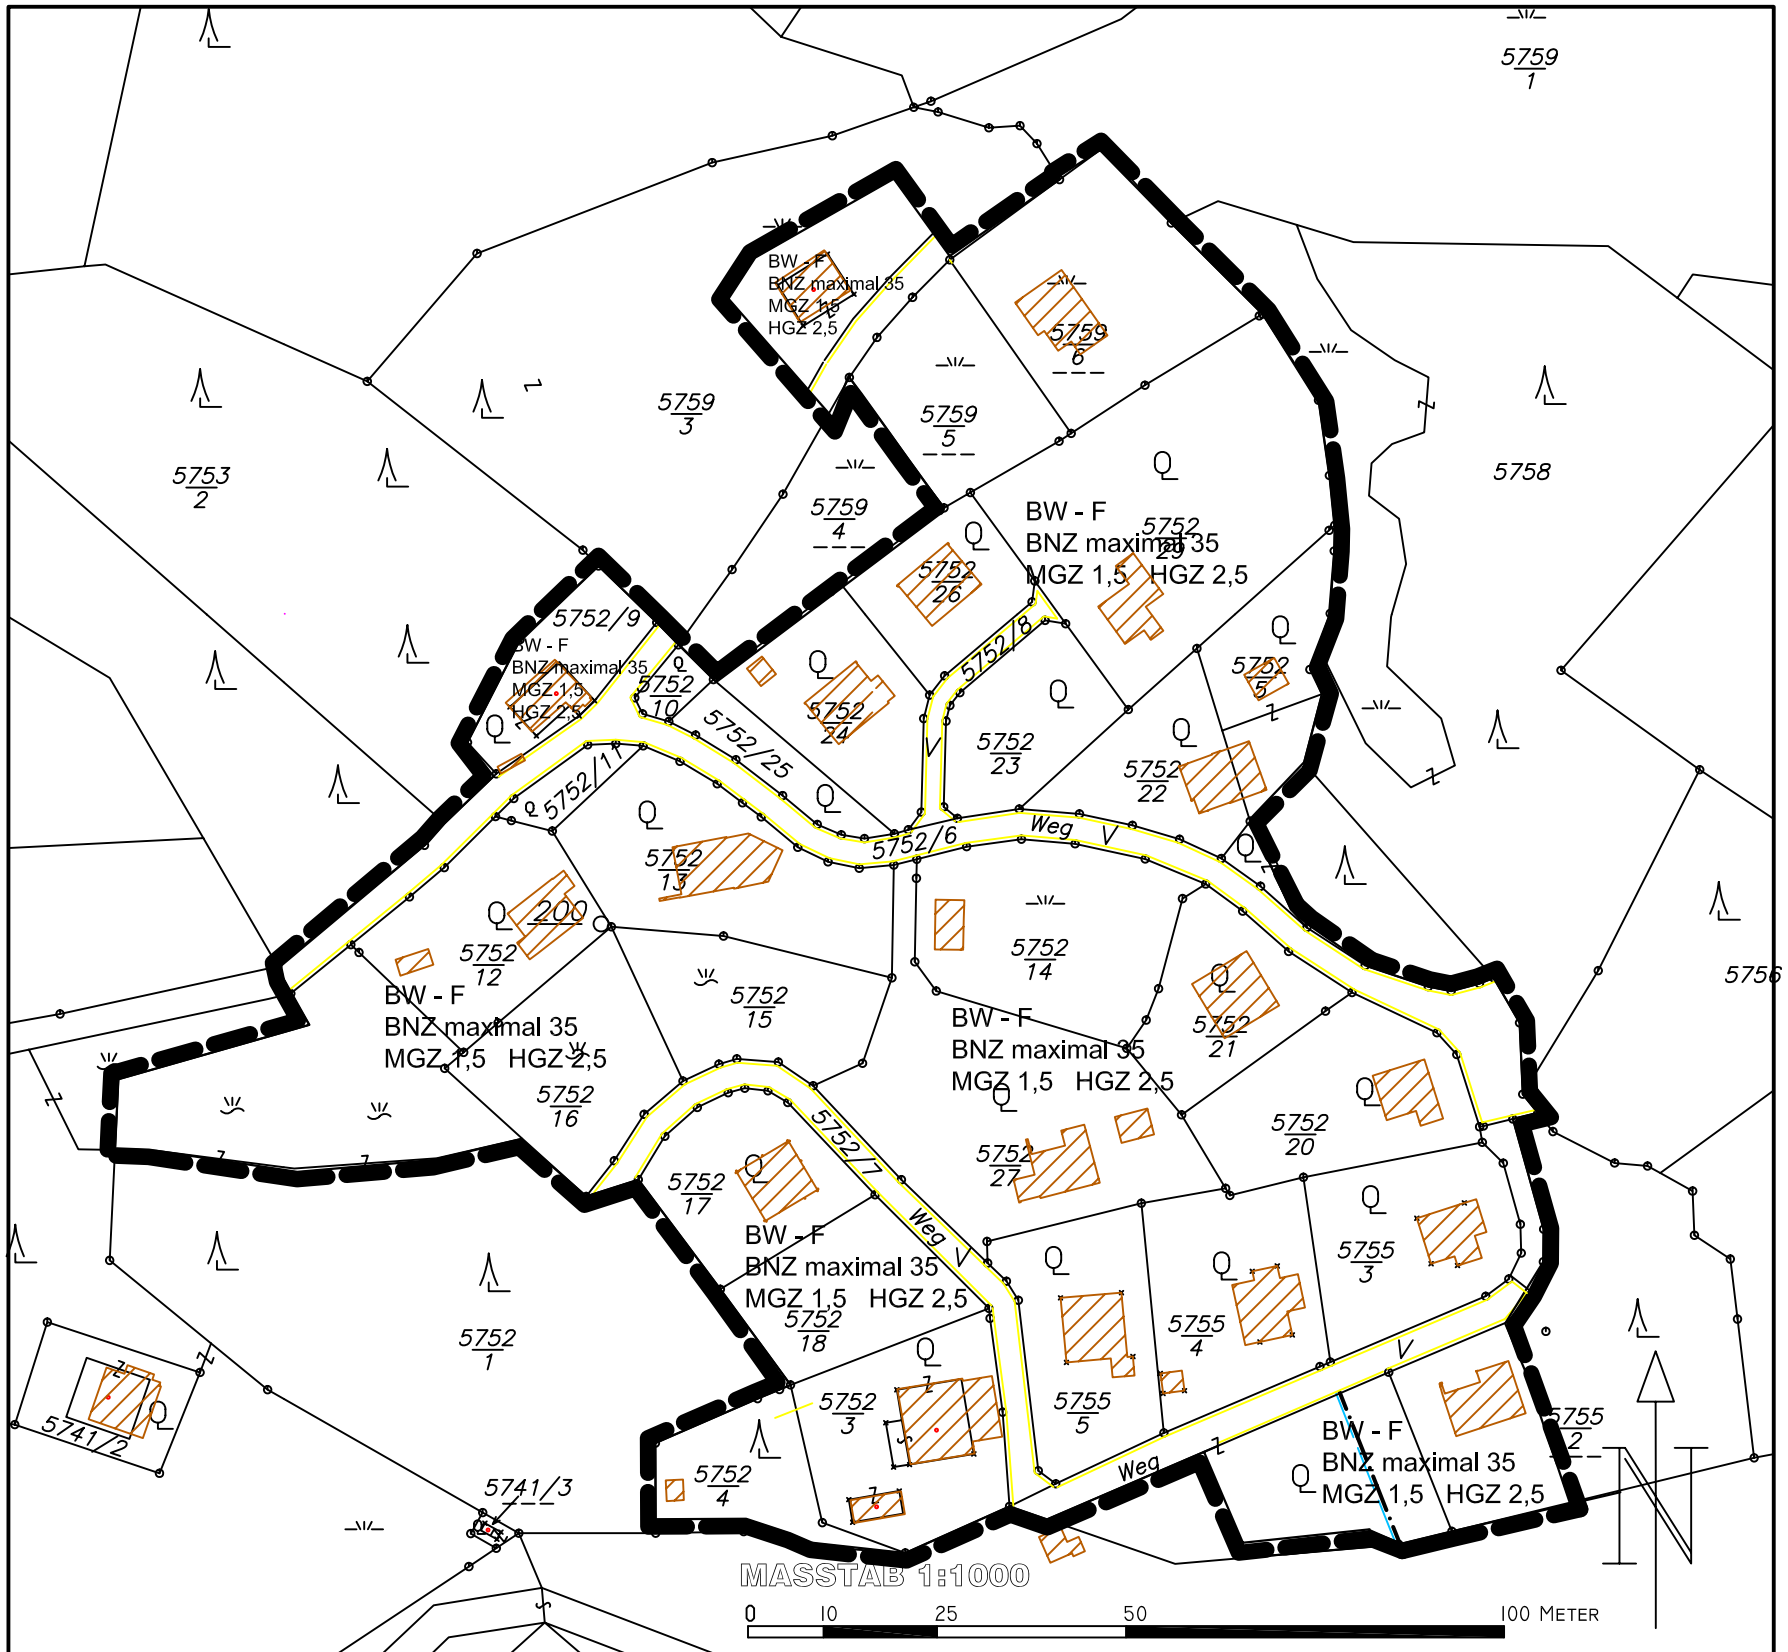 5759
1
BW - F
BNZ maximal 35
MGZ 1,5
HGZ 2,5
5759
6
5759
3
5759
5
5753
2
5758
5759
4
BW - F
BNZ maximal 35
MGZ 1,5 HGZ 2,5
5752
29
5752
26
5752/9
BW - F
BNZ maximal 35
MGZ 1,5
HGZ 2,5
5752/8
5752
5
5752
10
5752
24
5752/25
5752
23
5752
22
5752/11
Weg
5752/6
5752
13
200
5752
12
5752
14
5756
5752
15
BW - F
BNZ maximal 35
MGZ 1,5 HGZ 2,5
BW - F
BNZ maximal 35
MGZ 1,5 HGZ 2,5
5752
21
5752
16
5752
20
5752/7
5752
27
5752
17
Weg
BW - F
BNZ maximal 35
MGZ 1,5 HGZ 2,5
5755
3
5752
18
5755
4
5752
1
5752
3
5755
5
5755
2
5741/2
BW - F
BNZ maximal 35
MGZ 1,5 HGZ 2,5
Weg
5752
4
5741/3
N
MASSTAB 1:1000
0 10 25 50 100 METER